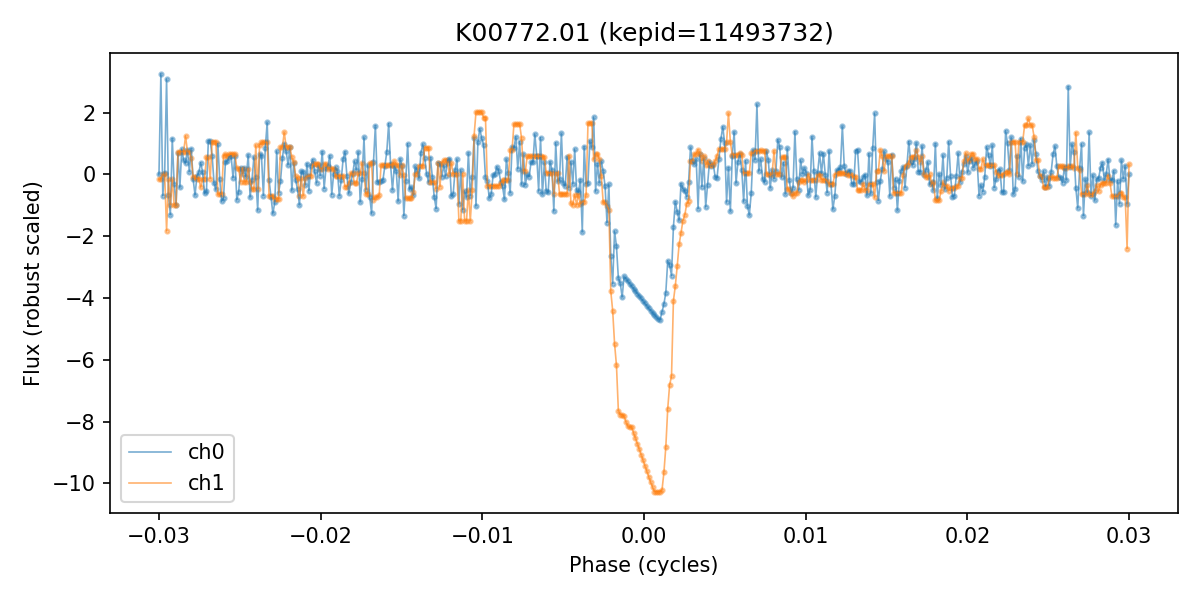 K00772.01 (kepid=11493732)
Flux (robust scaled)
2
0
−2
−4
−6
−8
−10
ch0
ch1
−0.03
−0.02
−0.01
0.00
0.01
0.02
0.03
Phase (cycles)